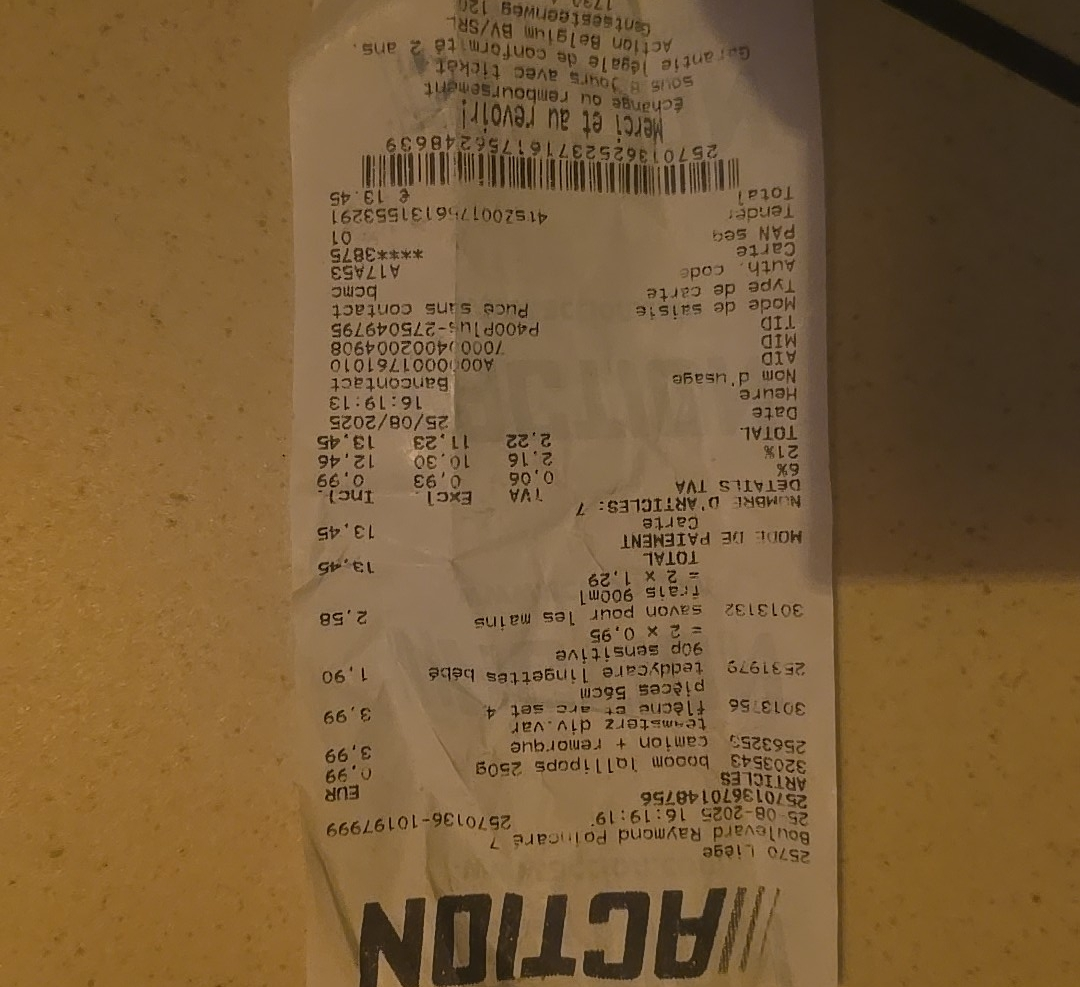 ACTION
2570 Liège
Boulevard Raymond Poincaré 7
25-08-2025 16:19:19 2570136-10197999
257013670148756
ARTICLES EUR
3203543 booom lollipops 250g 0,99
2563253 camion + remorque 3,99
teamsterz div.var
3013756 flèche et arc set 4 3,99
pièces 56cm
2531979 teddycare lingettes bébé 1,90
90p sensitive
= 2 x 0,95
3013132 savon pour les mains 2,58
frais 900ml
= 2 x 1,29
TOTAL 13,45
MODE DE PAIEMENT
Carte 13,45
NOMBRE D'ARTICLES: 7
DETAILS TVA TVA Excl. Incl.
6% 0,06 0,93 0,99
21% 2,16 10,30 12,46
TOTAL 2,22 11,23 13,45
Date 25/08/2025
Heure 16:19:13
Nom d'usage Bancontact
AID A0000001761010
MID 700004002004908
TID P400Plus-275049795
Mode de saisie Puce sans contact
Type de carte bcmc
Auth. code A17A53
Carte ****3875
PAN seq 01
Tender 41sZ001756131553291
Total € 13.45
2570136252371617562486​39
Merci et au revoir!
Échange ou remboursement
sous 8 jours avec ticket
Garantie légale de conformité 2 ans.
Action Belgium BV/SRL
Gentsesteenweg 120